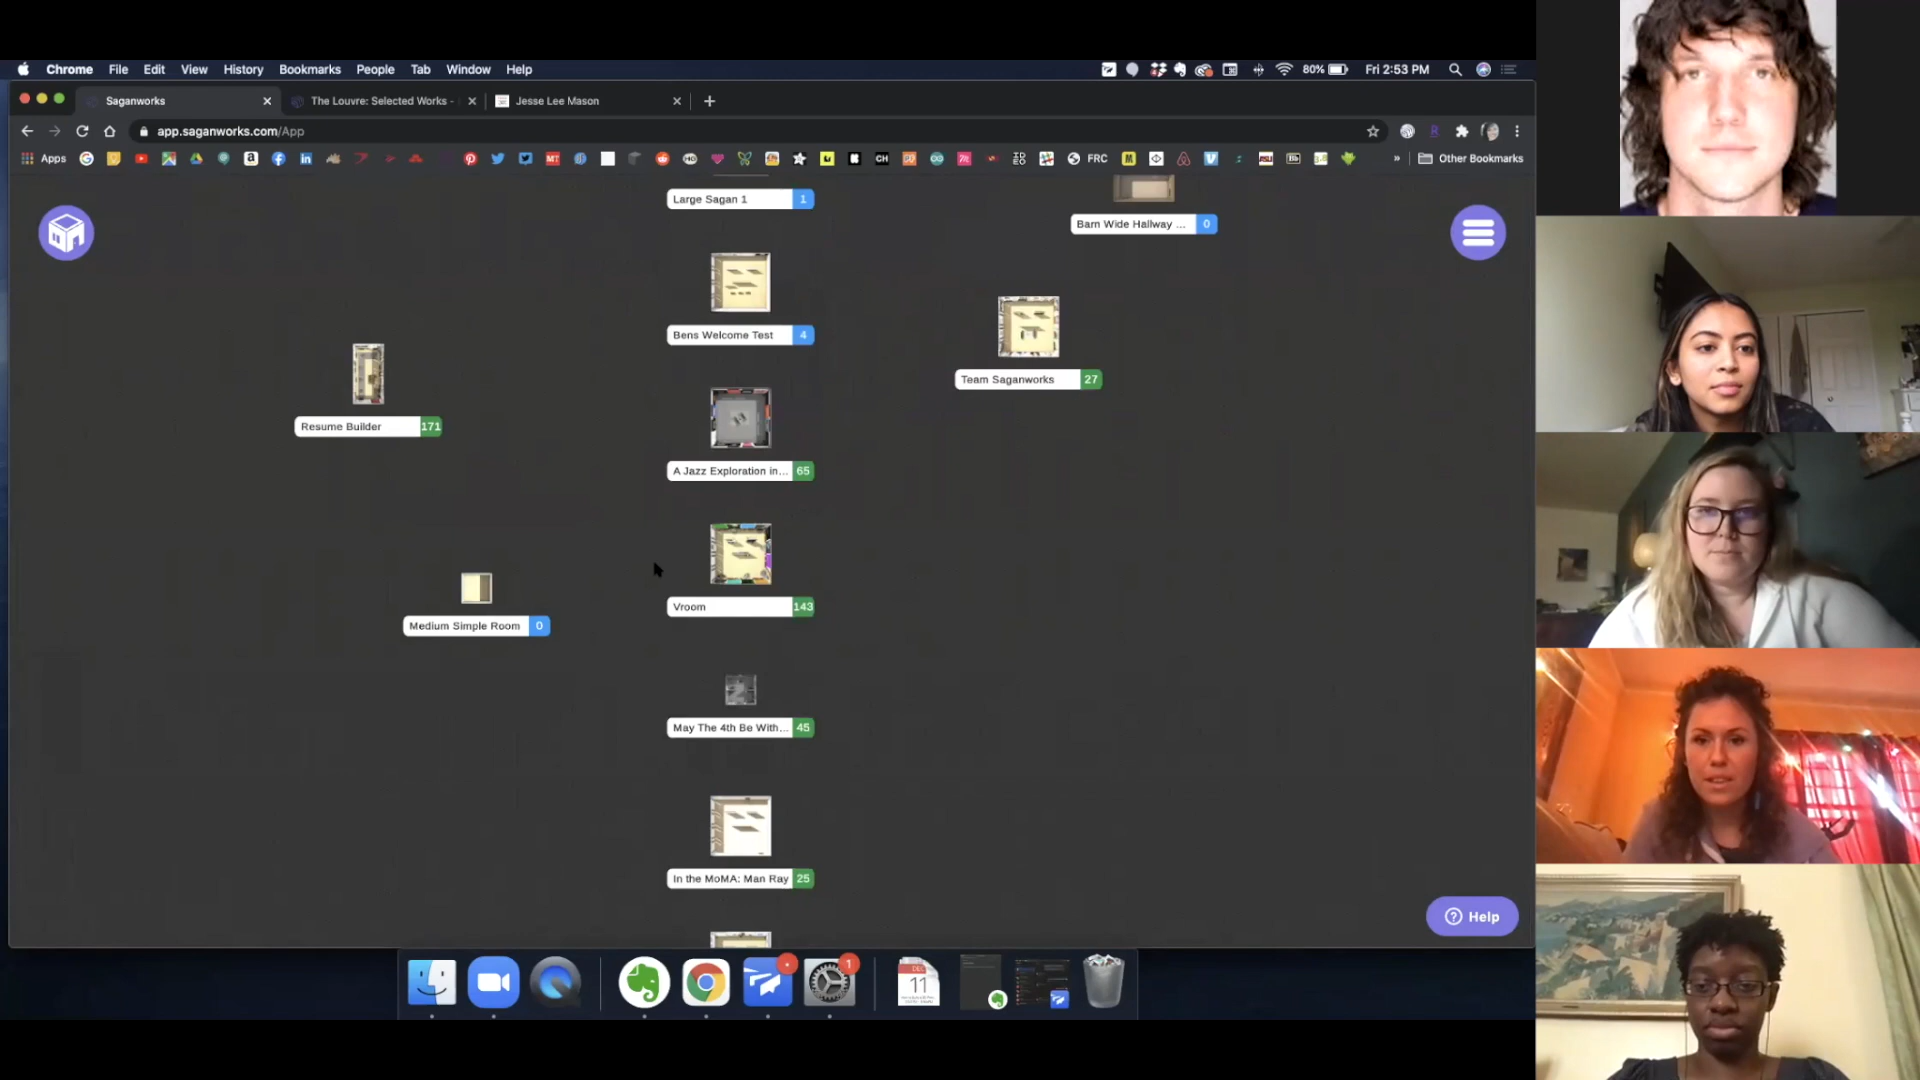 Chrome File Edit View History Bookmarks People Tab Window Help 80% Fri 2:53 PM
Saganworks The Louvre: Selected Works - Jesse Lee Mason
app.saganworks.com/App
Apps FRC Other Bookmarks
Large Sagan 1 1
Barn Wide Hallway ... 0
Bens Welcome Test 4
Team Saganworks 27
Resume Builder 171
A Jazz Exploration in... 65
Vroom 143
Medium Simple Room 0
May The 4th Be With... 45
In the MoMA: Man Ray 25
Help
1
DEC
11